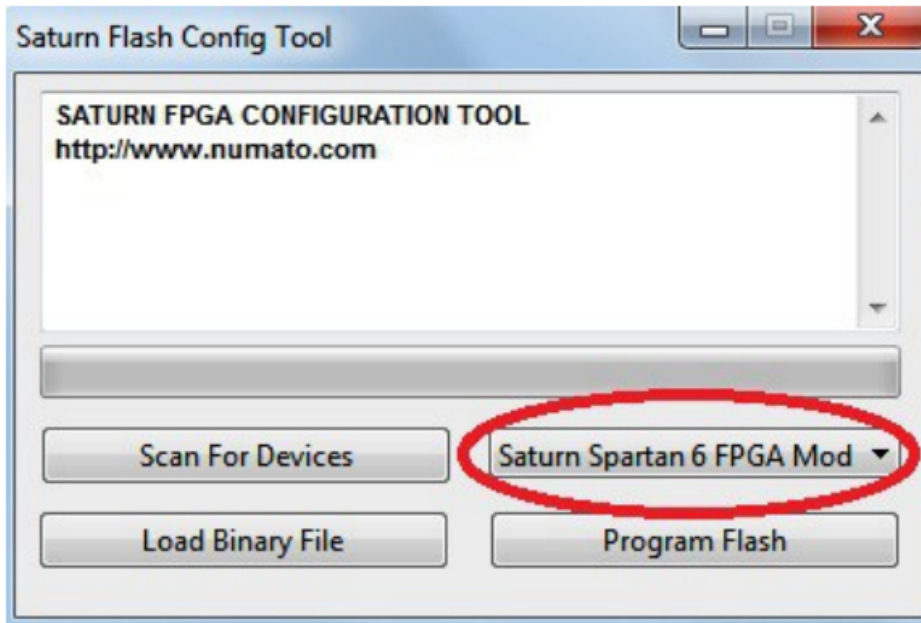 Saturn Flash Config Tool
SATURN FPGA CONFIGURATION TOOL
http://www.numato.com
Scan For Devices
Saturn Spartan 6 FPGA Mod
Load Binary File
Program Flash